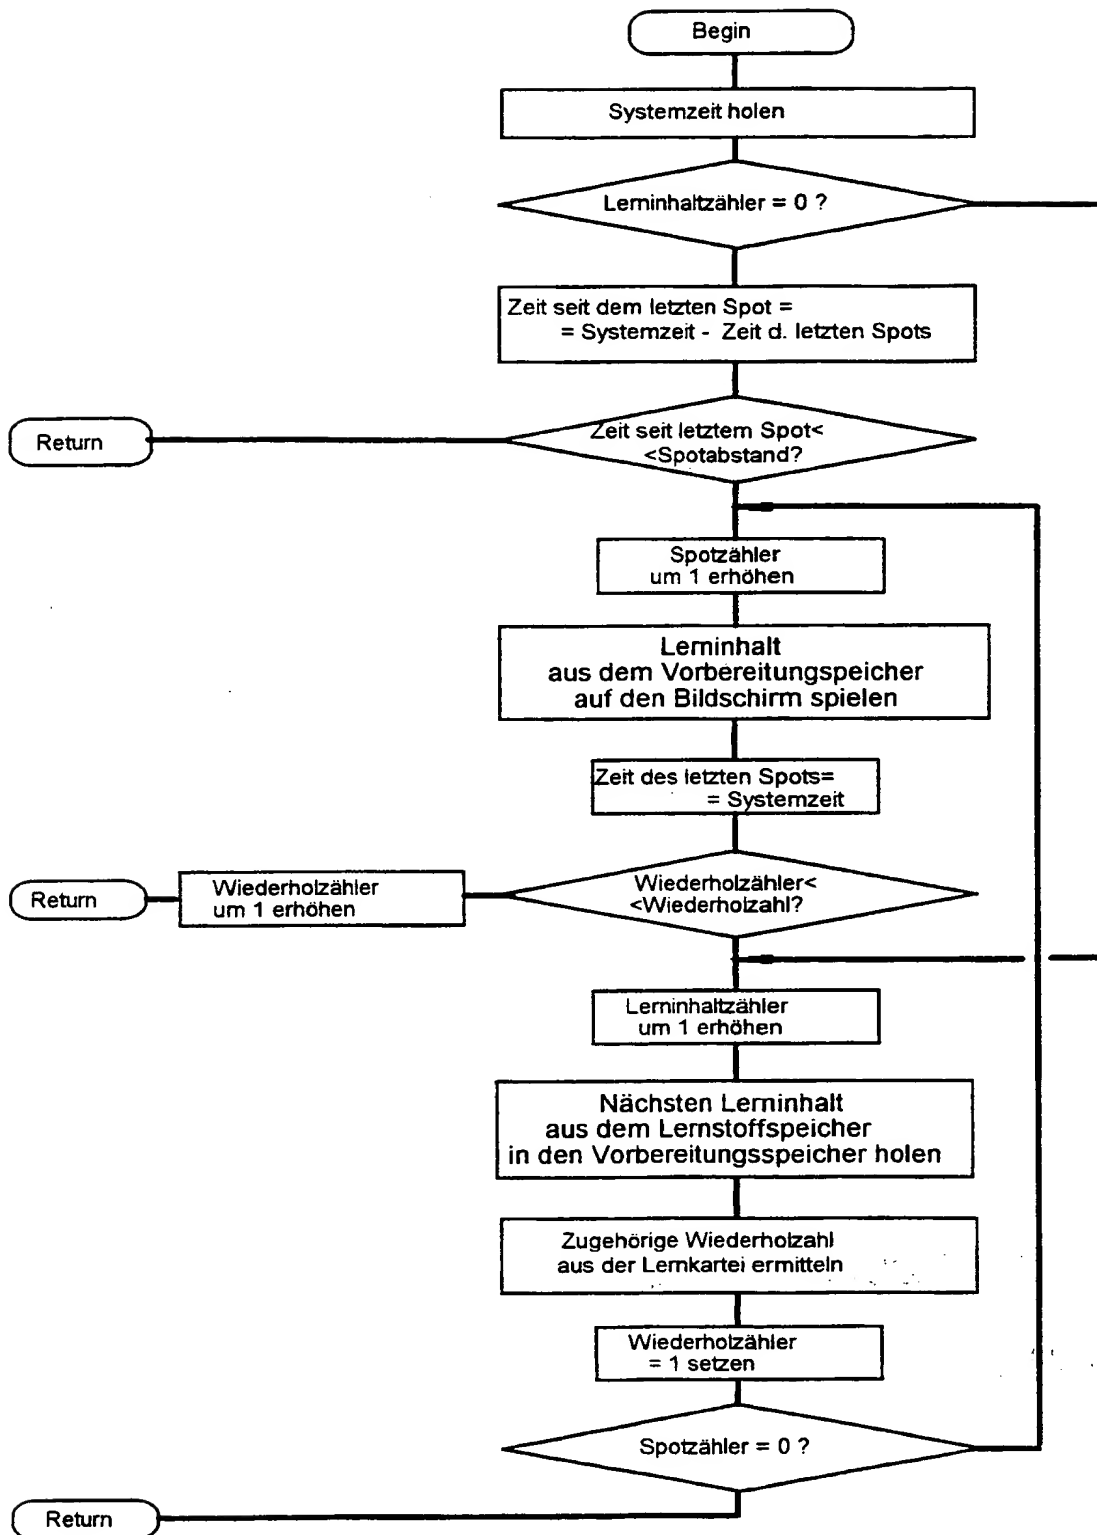 Begin
Systemzeit holen
Lerninhaltzähler = 0 ?
Zeit seit dem letzten Spot =
= Systemzeit - Zeit d. letzten Spots
Return
Zeit seit letztem Spot<
<Spotabstand?
Spotzähler
um 1 erhöhen
Lerninhalt
aus dem Vorbereitungspeicher
auf den Bildschirm spielen
Zeit des letzten Spots=
= Systemzeit
Wiederholzähler<
<Wiederholzahl?
Wiederholzähler
um 1 erhöhen
Return
Lerninhaltzähler
um 1 erhöhen
Nächsten Lerninhalt
aus dem Lernstoffspeicher
in den Vorbereitungsspeicher holen
Zugehörige Wiederholzahl
aus der Lernkartei ermitteln
Wiederholzähler
= 1 setzen
Spotzähler = 0 ?
Return